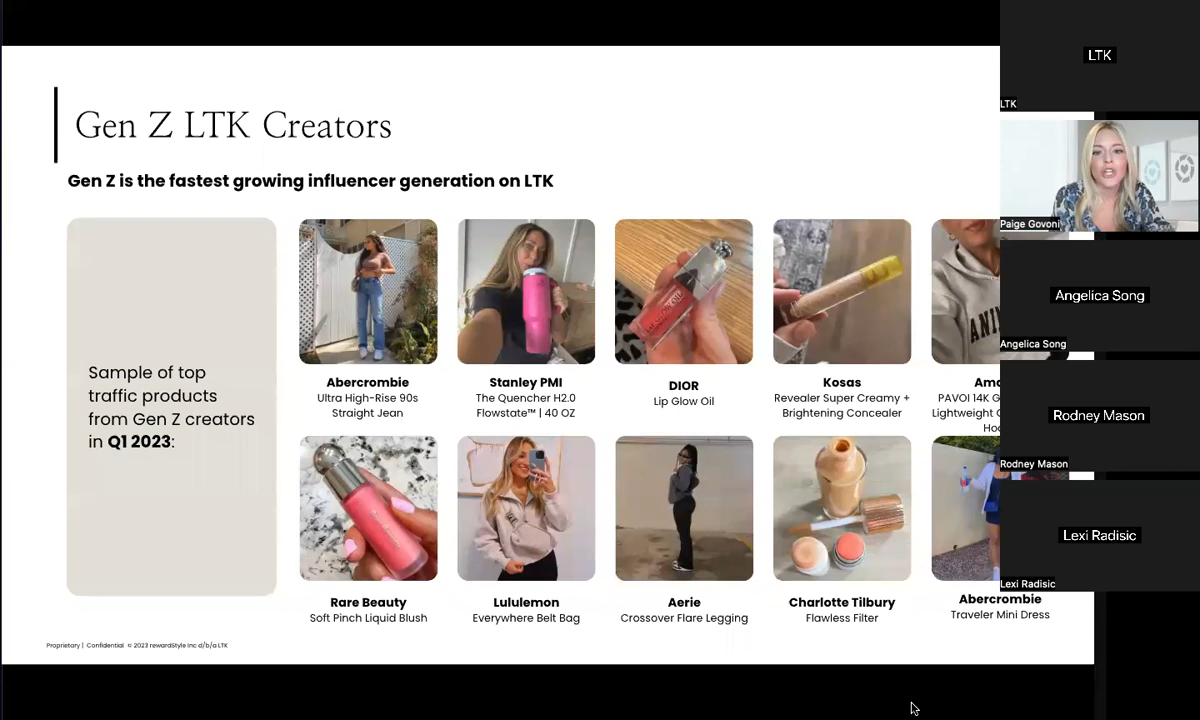 Gen Z LTK Creators
Gen Z is the fastest growing influencer generation on LTK
Sample of top
traffic products
from Gen Z creators
in Q1 2023:
Abercrombie
Ultra High-Rise 90s
Straight Jean
Stanley PMI
The Quencher H2.0
Flowstate™ | 40 OZ
DIOR
Lip Glow Oil
Kosas
Revealer Super Creamy +
Brightening Concealer
PAVOI 14K
Lightweight
Rare Beauty
Soft Pinch Liquid Blush
Lululemon
Everywhere Belt Bag
Aerie
Crossover Flare Legging
Charlotte Tilbury
Flawless Filter
Abercrombie
Traveler Mini Dress
Proprietary | Confidential © 2023 rewardStyle Inc d/b/a LTK
LTK
LTK
Paige Govoni
Angelica Song
Angelica Song
Rodney Mason
Rodney Mason
Lexi Radisic
Lexi Radisic